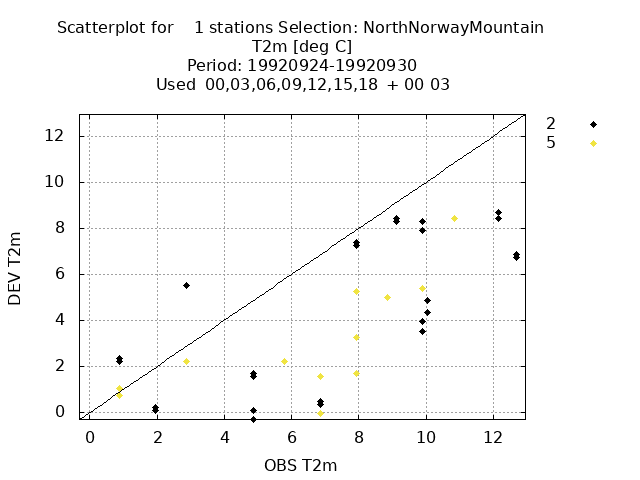 Scatterplot for 1 stations Selection: NorthNorwayMountain
T2m [deg C]
Period: 19920924-19920930
Used 00,03,06,09,12,15,18 + 00 03
2
5
12
10
8
6
4
2
0
DEV T2m
0 2 4 6 8 10 12
OBS T2m